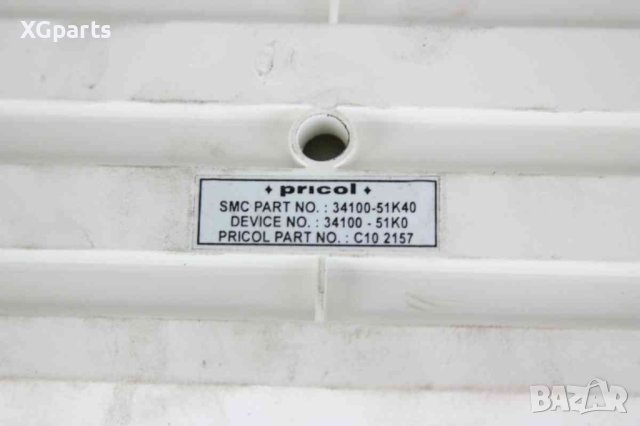 XGparts
pricol
SMC PART NO. : 34100-51K40
DEVICE NO. : 34100 - 51K0
PRICOL PART NO. : C10 2157
BAZAR